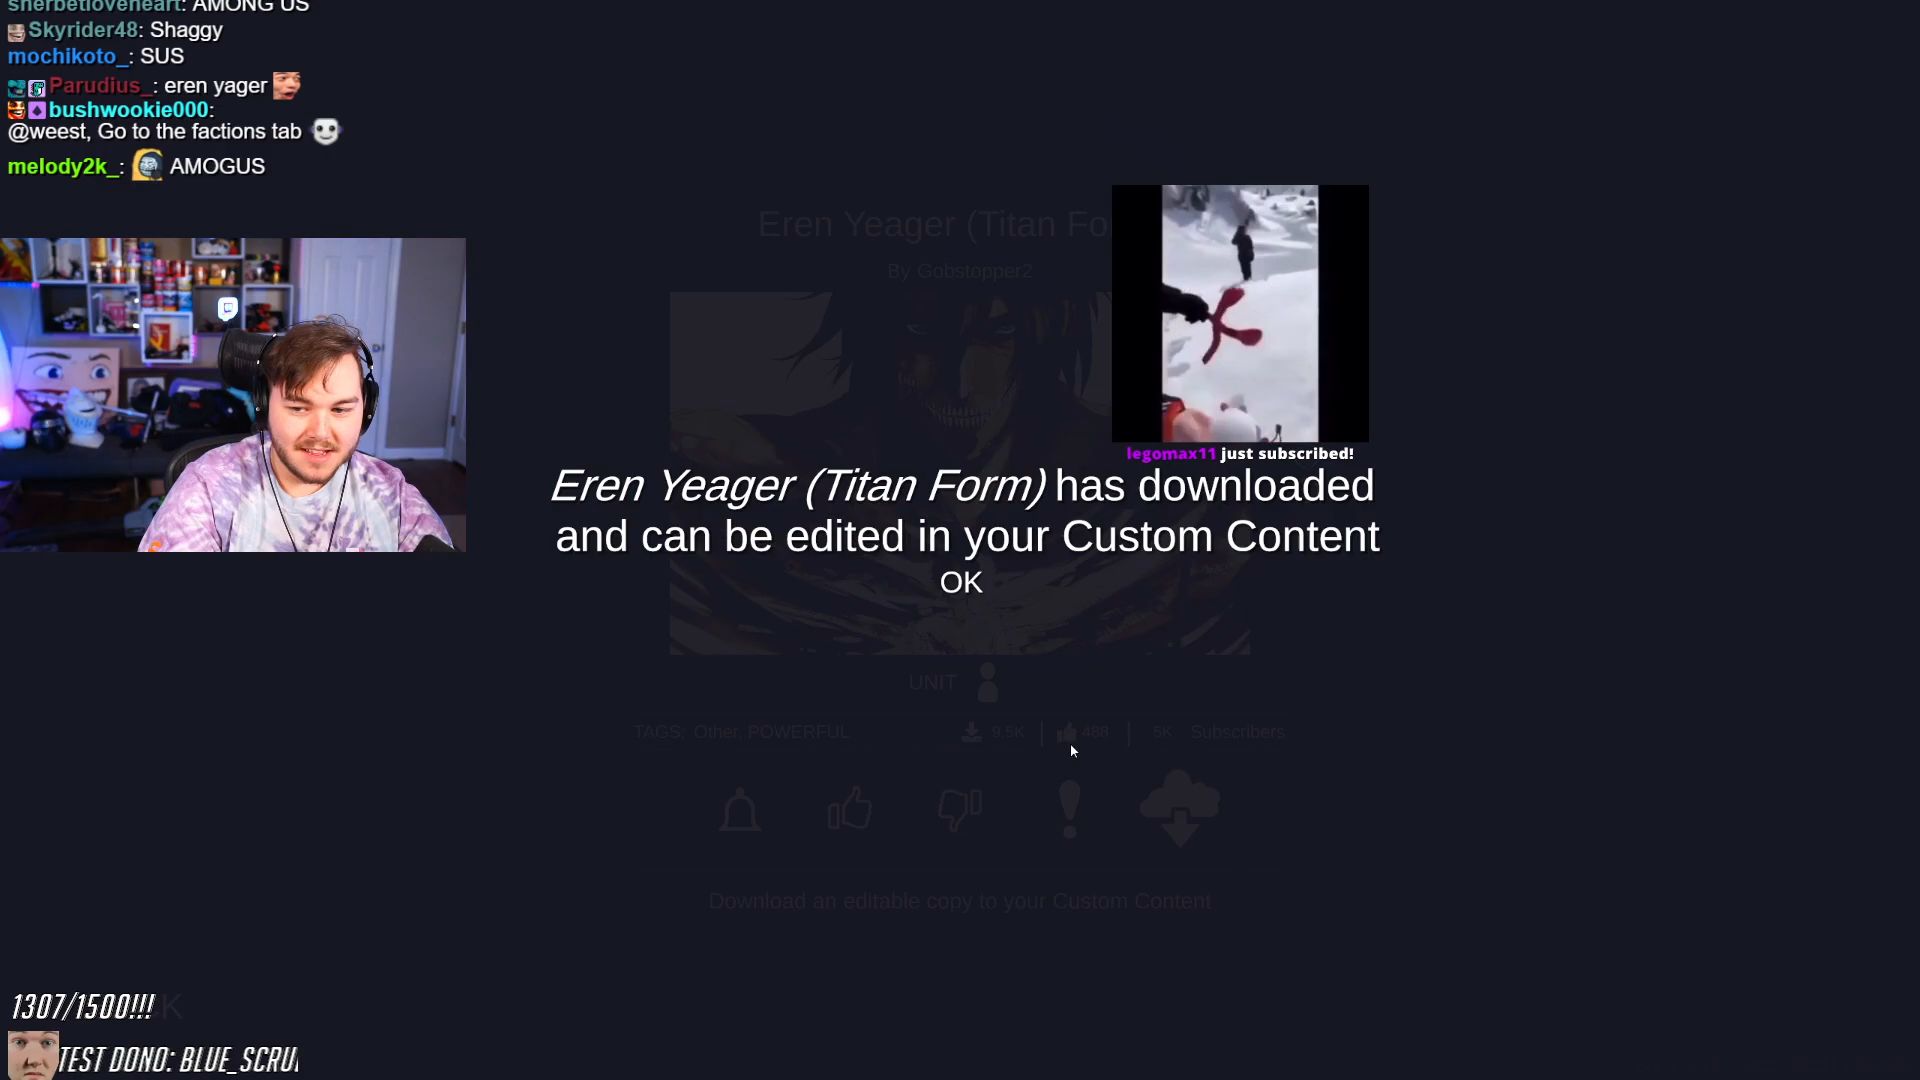 sherbetloveheart: AMONG US
Skyrider48: Shaggy
mochikoto_: SUS
Parudius_: eren yager
bushwookie000:
@weest, Go to the factions tab
melody2k_: AMOGUS
Eren Yeager (Titan Fo
By Gobstopper2
legomax11 just subscribed!
Eren Yeager (Titan Form) has downloaded
and can be edited in your Custom Content
OK
UNIT
TAGS: Other, POWERFUL 9.5K | 488 | 5K Subscribers
Download an editable copy to your Custom Content
1307/1500!!!
TEST DONO: BLUE_SCRU